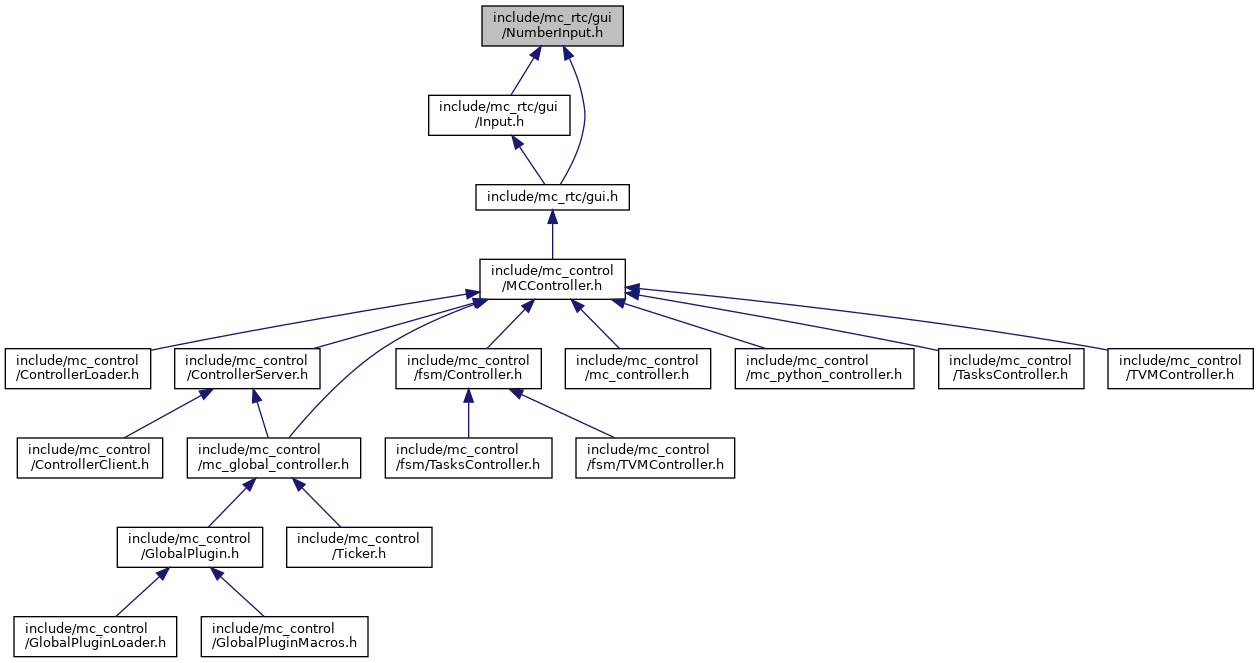 include/mc_rtc/gui
/NumberInput.h
include/mc_rtc/gui
/Input.h
include/mc_rtc/gui.h
include/mc_control
/MCController.h
include/mc_control
/ControllerLoader.h
include/mc_control
/ControllerServer.h
include/mc_control
/fsm/Controller.h
include/mc_control
/mc_controller.h
include/mc_control
/mc_python_controller.h
include/mc_control
/TasksController.h
include/mc_control
/TVMController.h
include/mc_control
/ControllerClient.h
include/mc_control
/mc_global_controller.h
include/mc_control
/fsm/TasksController.h
include/mc_control
/fsm/TVMController.h
include/mc_control
/GlobalPlugin.h
include/mc_control
/Ticker.h
include/mc_control
/GlobalPluginLoader.h
include/mc_control
/GlobalPluginMacros.h